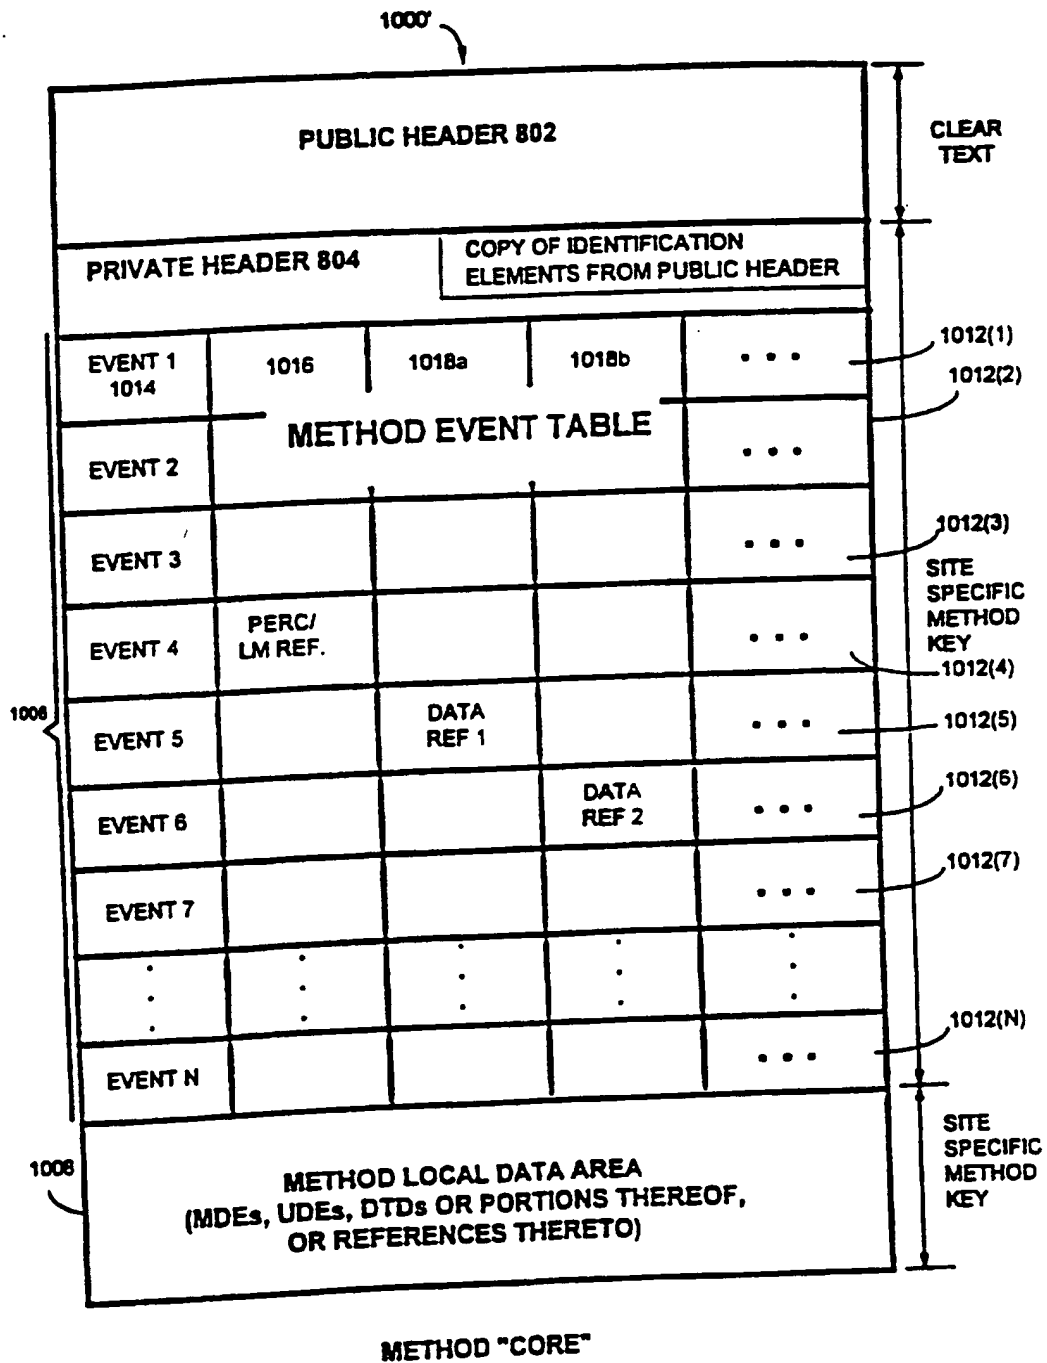 1000'
PUBLIC HEADER 802
CLEAR
TEXT
PRIVATE HEADER 804
COPY OF IDENTIFICATION
ELEMENTS FROM PUBLIC HEADER
EVENT 1
1014
1016
1018a
1018b
• • •
1012(1)
1012(2)
METHOD EVENT TABLE
EVENT 2
• • •
EVENT 3
• • •
1012(3)
SITE
SPECIFIC
METHOD
KEY
EVENT 4
PERC/
LM REF.
• • •
1012(4)
1006
EVENT 5
DATA
REF 1
• • •
1012(5)
EVENT 6
DATA
REF 2
• • •
1012(6)
EVENT 7
• • •
1012(7)
EVENT N
• • •
1012(N)
1008
METHOD LOCAL DATA AREA
(MDEs, UDEs, DTDs OR PORTIONS THEREOF,
OR REFERENCES THERETO)
SITE
SPECIFIC
METHOD
KEY
METHOD "CORE"